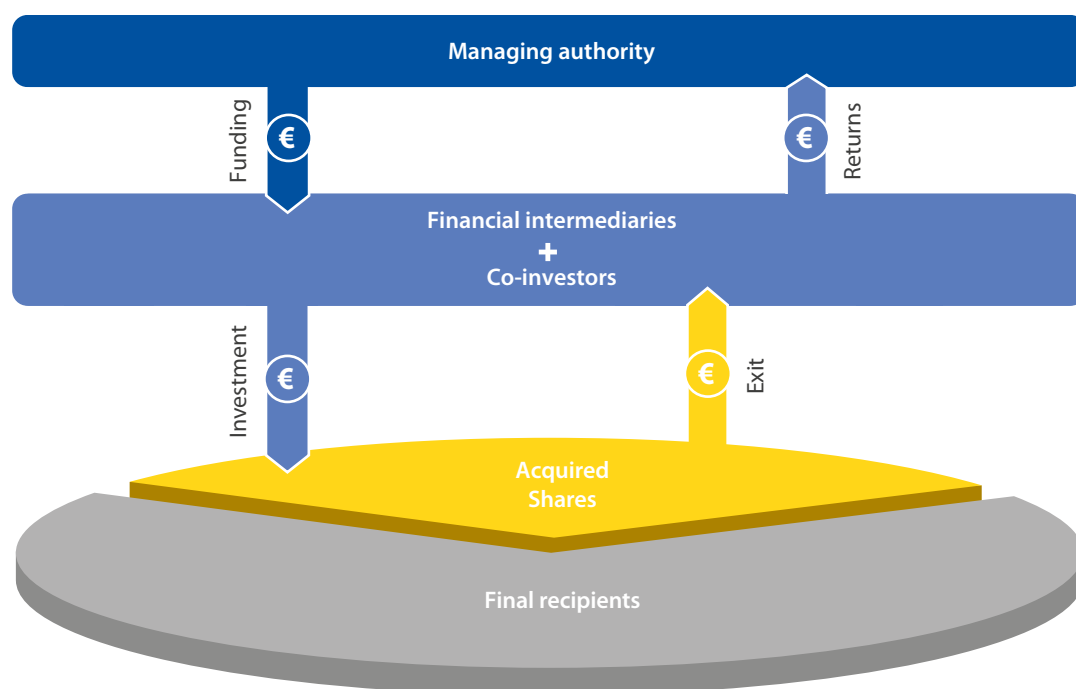 Managing authority
Funding
€
€
Returns
Financial intermediaries
+
Co-investors
Investment
€
€
Exit
Acquired
Shares
Final recipients